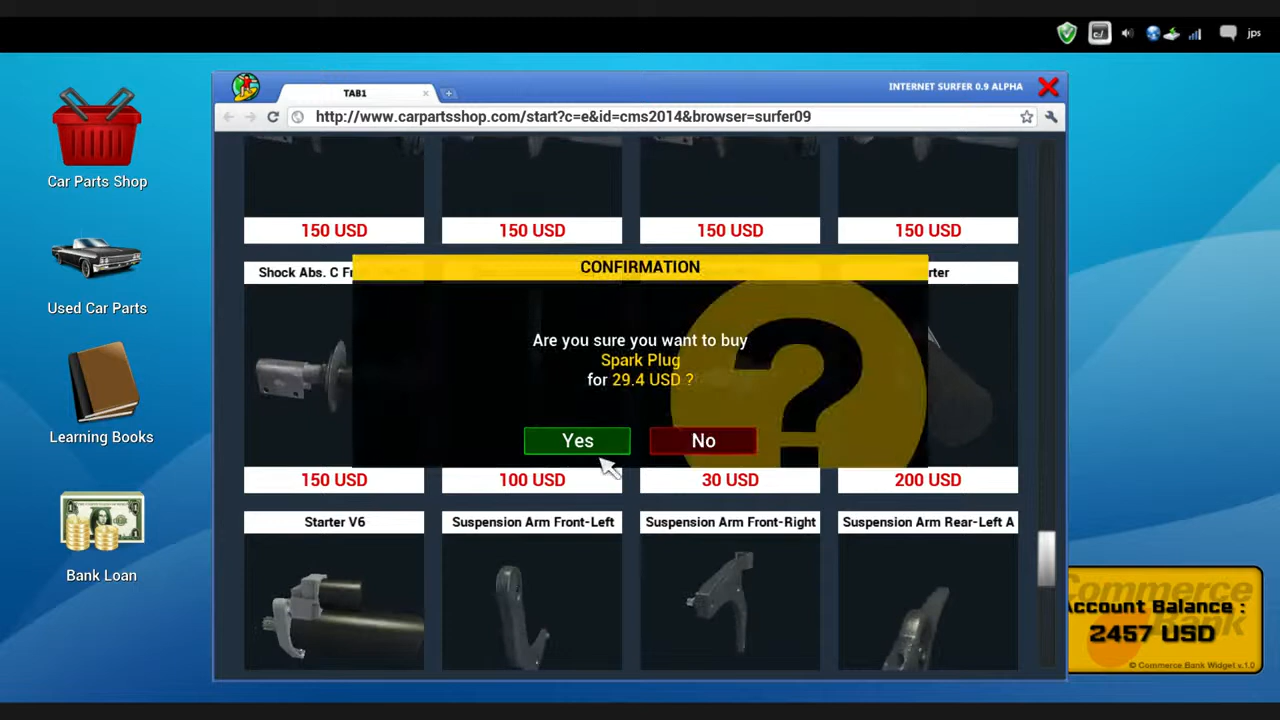 c:/
jps
TAB1
INTERNET SURFER 0.9 ALPHA
http://www.carpartsshop.com/start?c=e&id=cms2014&browser=surfer09
Car Parts Shop
Used Car Parts
Learning Books
Bank Loan
150 USD
150 USD
150 USD
150 USD
Shock Abs. C
CONFIRMATION
Are you sure you want to buy
Spark Plug
for 29.4 USD ?
Yes
No
150 USD
100 USD
30 USD
200 USD
Starter V6
Suspension Arm Front-Left
Suspension Arm Front-Right
Suspension Arm Rear-Left A
Commerce
Bank
Account Balance :
2457 USD
© Commerce Bank Widget v.1.0